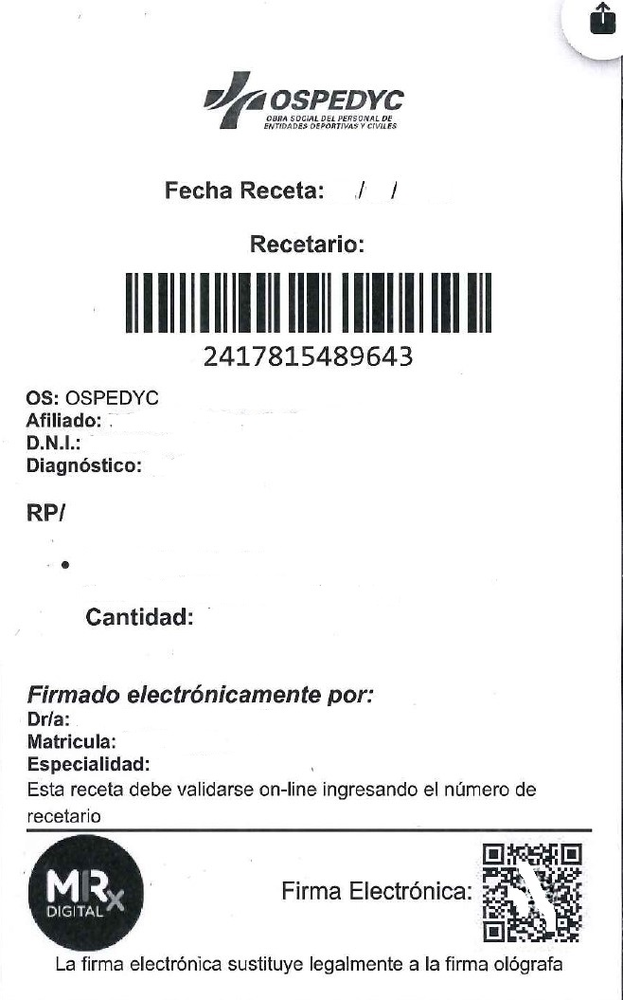 OSPEDYC
OBRA SOCIAL DEL PERSONAL DE
ENTIDADES DEPORTIVAS Y CIVILES
Fecha Receta: / /
Recetario:
2417815489643
OS: OSPEDYC
Afiliado:
D.N.I.:
Diagnóstico:
RP/
•
Cantidad:
Firmado electrónicamente por:
Dr/a:
Matricula:
Especialidad:
Esta receta debe validarse on-line ingresando el número de
recetario
MRx
DIGITAL
Firma Electrónica:
La firma electrónica sustituye legalmente a la firma ológrafa